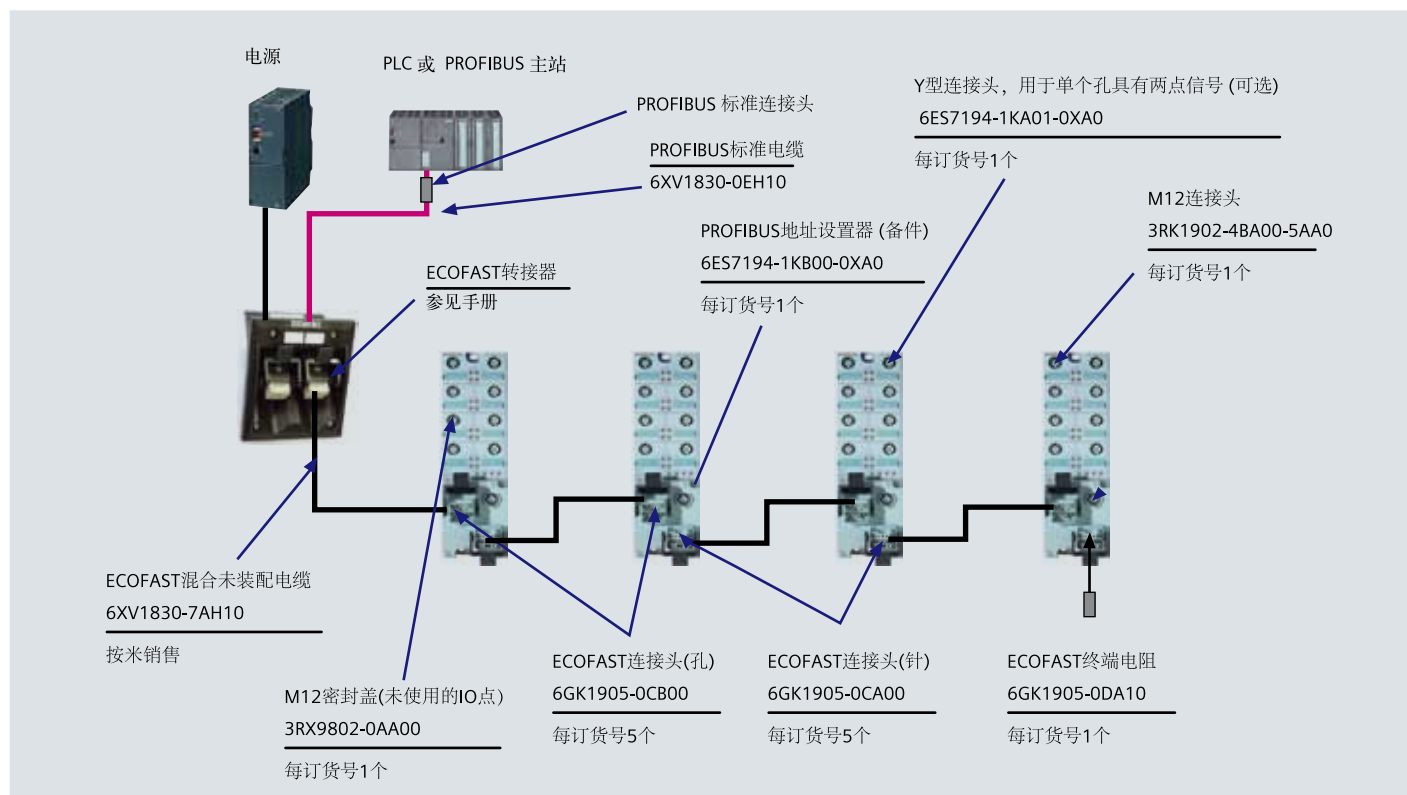 电源
PLC 或 PROFIBUS 主站
PROFIBUS 标准连接头
PROFIBUS标准电缆
6XV1830-0EH10
Y型连接头，用于单个孔具有两点信号 (可选)
6ES7194-1KA01-0XA0
每订货号1个
M12连接头
3RK1902-4BA00-5AA0
每订货号1个
PROFIBUS地址设置器 (备件)
6ES7194-1KB00-0XA0
每订货号1个
ECOFAST转接器
参见手册
ECOFAST混合未装配电缆
6XV1830-7AH10
按米销售
M12密封盖(未使用的IO点)
3RX9802-0AA00
每订货号1个
ECOFAST连接头(孔)
6GK1905-0CB00
每订货号5个
ECOFAST连接头(针)
6GK1905-0CA00
每订货号5个
ECOFAST终端电阻
6GK1905-0DA10
每订货号1个